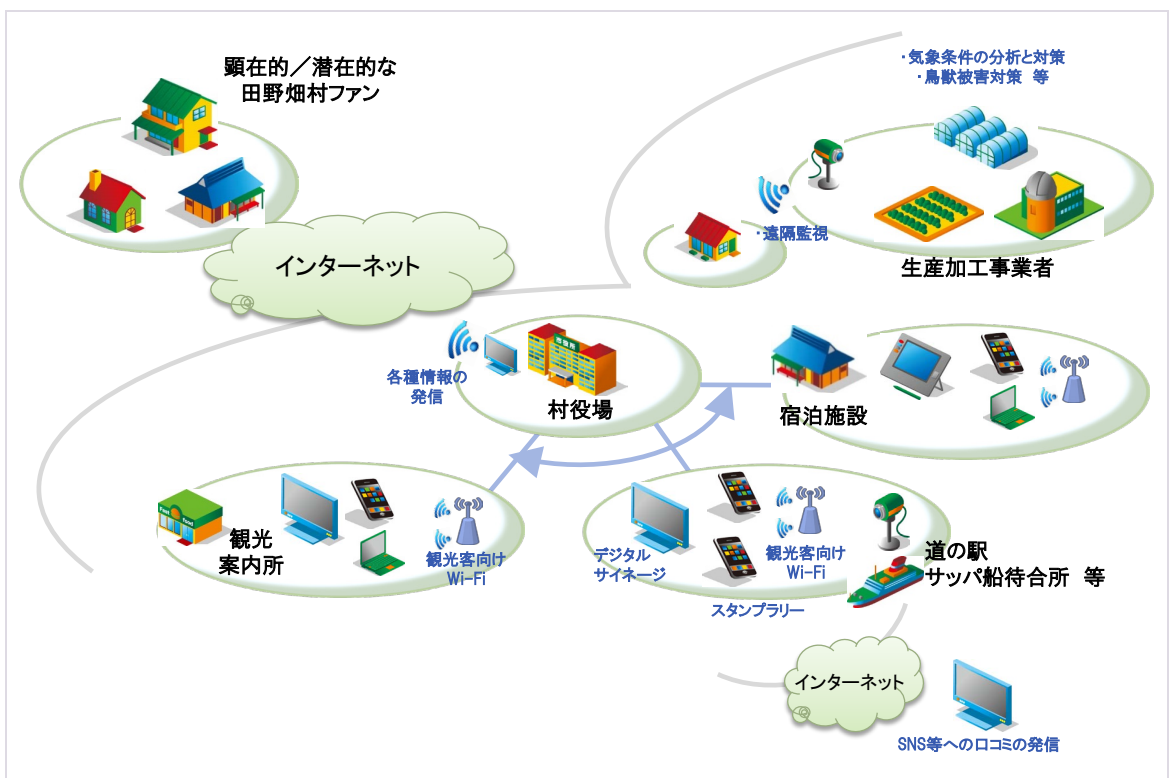 顕在的／潜在的な
田野畑村ファン
・気象条件の分析と対策
・鳥獣被害対策 等
・遠隔監視
生産加工事業者
インターネット
各種情報の
発信
村役場
宿泊施設
観光
案内所
観光客向け
Wi-Fi
デジタル
サイネージ
観光客向け
Wi-Fi
スタンプラリー
道の駅
サッパ船待合所 等
インターネット
SNS等への口コミの発信